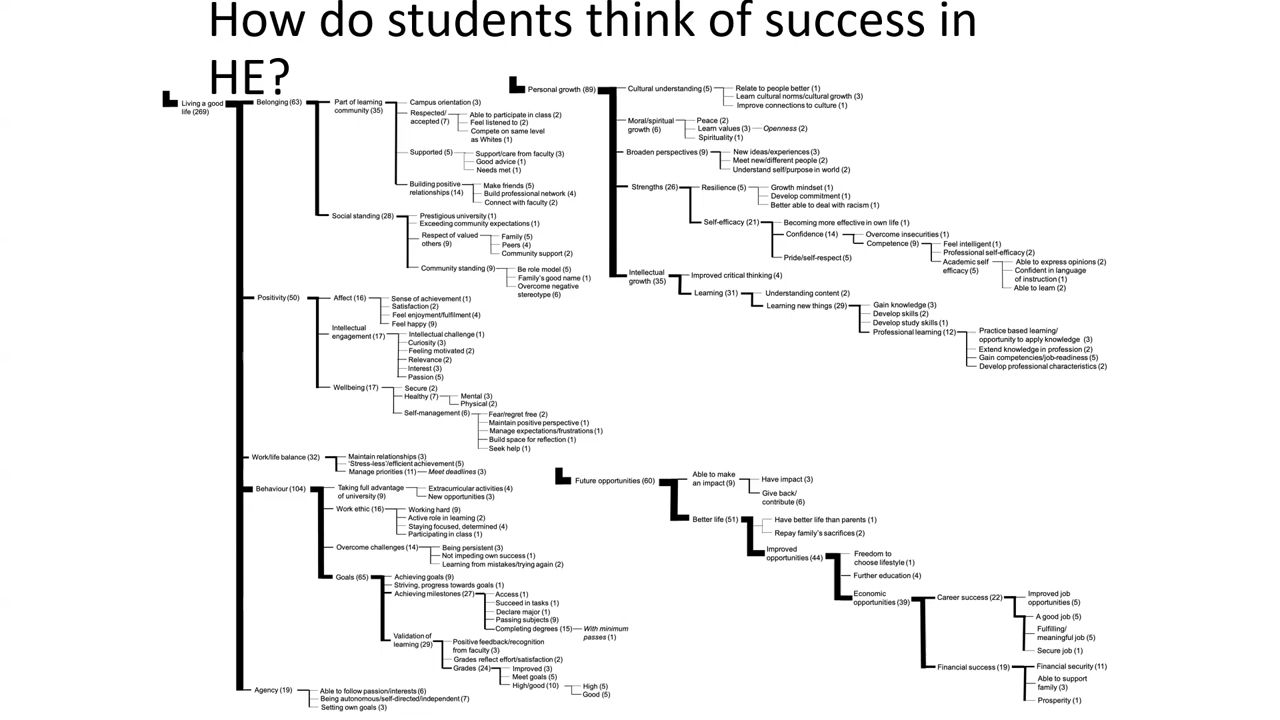 How do students think of success in
HE?
Living a good
life (269)
Belonging (63)
Part of learning
community (35)
Campus orientation (3)
Respected/
accepted (7)
Able to participate in class (2)
Feel listened to (2)
Compete on same level
as Whites (1)
Supported (5)
Support/care from faculty (3)
Good advice (1)
Needs met (1)
Building positive
relationships (14)
Make friends (5)
Build professional network (4)
Connect with faculty (2)
Social standing (28)
Prestigious university (1)
Exceeding community expectations (1)
Respect of valued
others (9)
Family (5)
Peers (4)
Community support (2)
Community standing (9)
Be role model (5)
Family's good name (1)
Overcome negative
stereotype (6)
Positivity (50)
Affect (16)
Sense of achievement (1)
Satisfaction (2)
Feel enjoyment/fulfilment (4)
Feel happy (9)
Intellectual
engagement (17)
Intellectual challenge (1)
Curiosity (3)
Feeling motivated (2)
Relevance (2)
Interest (3)
Passion (5)
Wellbeing (17)
Secure (2)
Healthy (7)
Mental (3)
Physical (2)
Self-management (6)
Fear/regret free (2)
Maintain positive perspective (1)
Manage expectations/frustrations (1)
Build space for reflection (1)
Seek help (1)
Work/life balance (32)
Maintain relationships (3)
'Stress-less'/efficient achievement (5)
Manage priorities (11)
Meet deadlines (3)
Behaviour (104)
Taking full advantage
of university (9)
Extracurricular activities (4)
New opportunities (3)
Work ethic (16)
Working hard (9)
Active role in learning (2)
Staying focused, determined (4)
Participating in class (1)
Overcome challenges (14)
Being persistent (3)
Not impeding own success (1)
Learning from mistakes/trying again (2)
Goals (65)
Achieving goals (9)
Striving, progress towards goals (1)
Achieving milestones (27)
Access (1)
Succeed in tasks (1)
Declare major (1)
Passing subjects (9)
Completing degrees (15)
With minimum
passes (1)
Validation of
learning (29)
Positive feedback/recognition
from faculty (3)
Grades reflect effort/satisfaction (2)
Grades (24)
Improved (3)
Meet goals (5)
High/good (10)
High (5)
Good (5)
Agency (19)
Able to follow passion/interests (6)
Being autonomous/self-directed/independent (7)
Setting own goals (3)
Personal growth (89)
Cultural understanding (5)
Relate to people better (1)
Learn cultural norms/cultural growth (3)
Improve connections to culture (1)
Moral/spiritual
growth (6)
Peace (2)
Learn values (3)
Openness (2)
Spirituality (1)
Broaden perspectives (9)
New ideas/experiences (3)
Meet new/different people (2)
Understand self/purpose in world (2)
Strengths (26)
Resilience (5)
Growth mindset (1)
Develop commitment (1)
Better able to deal with racism (1)
Self-efficacy (21)
Becoming more effective in own life (1)
Confidence (14)
Overcome insecurities (1)
Competence (9)
Feel intelligent (1)
Professional self-efficacy (2)
Academic self
efficacy (5)
Able to express opinions (2)
Confident in language
of instruction (1)
Able to learn (2)
Pride/self-respect (5)
Intellectual
growth (35)
Improved critical thinking (4)
Learning (31)
Understanding content (2)
Learning new things (29)
Gain knowledge (3)
Develop skills (2)
Develop study skills (1)
Professional learning (12)
Practice based learning/
opportunity to apply knowledge (3)
Extend knowledge in profession (2)
Gain competencies/job-readiness (5)
Develop professional characteristics (2)
Future opportunities (60)
Able to make
an impact (9)
Have impact (3)
Give back/
contribute (6)
Better life (51)
Have better life than parents (1)
Repay family's sacrifices (2)
Improved
opportunities (44)
Freedom to
choose lifestyle (1)
Further education (4)
Economic
opportunities (39)
Career success (22)
Improved job
opportunities (5)
A good job (5)
Fulfilling/
meaningful job (5)
Secure job (1)
Financial success (19)
Financial security (11)
Able to support
family (3)
Prosperity (1)